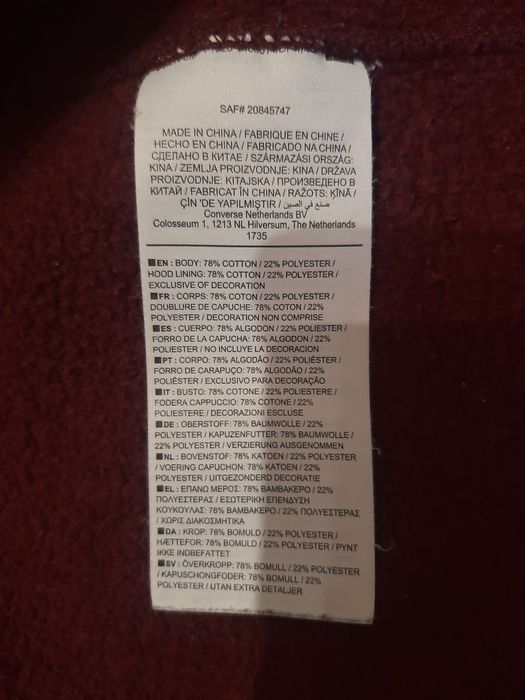 SAF# 20845747
MADE IN CHINA / FABRIQUE EN CHINE /
HECHO EN CHINA / FABRICADO NA CHINA /
СДЕЛАНО В КИТАЕ / SZÁRMAZÁSI ORSZÁG:
KÍNA / ZEMLJA PROIZVODNJE: KINA / DRŽAVA
PROIZVODNJE: KITAJSKA / ПРОИЗВЕДЕНО В
КИТАЙ / FABRICAT ÎN CHINA / RAŽOTS: ĶĪNĀ /
ÇİN 'DE YAPILMIŞTIR / صنع في الصين /
Converse Netherlands BV
Colosseum 1, 1213 NL Hilversum, The Netherlands
1735
EN : BODY: 78% COTTON / 22% POLYESTER /
HOOD LINING: 78% COTTON / 22% POLYESTER /
EXCLUSIVE OF DECORATION
FR : CORPS: 78% COTON / 22% POLYESTER /
DOUBLURE DE CAPUCHE: 78% COTON / 22%
POLYESTER / DECORATION NON COMPRISE
ES : CUERPO: 78% ALGODON / 22% POLIESTER /
FORRO DE LA CAPUCHA: 78% ALGODON / 22%
POLIESTER / NO INCLUYE LA DECORACION
PT : CORPO: 78% ALGODÃO / 22% POLIÉSTER /
FORRO DE CARAPUÇO: 78% ALGODÃO / 22%
POLIÉSTER / EXCLUSIVO PARA DECORAÇÃO
IT : BUSTO: 78% COTONE / 22% POLIESTERE /
FODERA CAPPUCCIO: 78% COTONE / 22%
POLIESTERE / DECORAZIONI ESCLUSE
DE : OBERSTOFF: 78% BAUMWOLLE / 22%
POLYESTER / KAPUZENFUTTER: 78% BAUMWOLLE /
22% POLYESTER / VERZIERUNG AUSGENOMMEN
NL : BOVENSTOF: 78% KATOEN / 22% POLYESTER
/ VOERING CAPUCHON: 78% KATOEN / 22%
POLYESTER / UITGEZONDERD DECORATIE
EL : ΕΠΑΝΩ ΜΕΡΟΣ: 78% ΒΑΜΒΑΚΕΡΟ / 22%
ΠΟΛΥΕΣΤΕΡΑΣ / ΕΣΩΤΕΡΙΚΗ ΕΠΕΝΔΥΣΗ
ΚΟΥΚΟΥΛΑΣ: 78% ΒΑΜΒΑΚΕΡΟ / 22% ΠΟΛΥΕΣΤΕΡΑΣ
/ ΧΩΡΙΣ ΔΙΑΚΟΣΜΗΤΙΚΑ
DA : KROP: 78% BOMULD / 22% POLYESTER /
HÆTTEFOR: 78% BOMULD / 22% POLYESTER / PYNT
IKKE INDBEFATTET
SV : ÖVERKROPP: 78% BOMULL / 22% POLYESTER
/ KAPUSCHONGFODER: 78% BOMULL / 22%
POLYESTER / UTAN EXTRA DETALJER